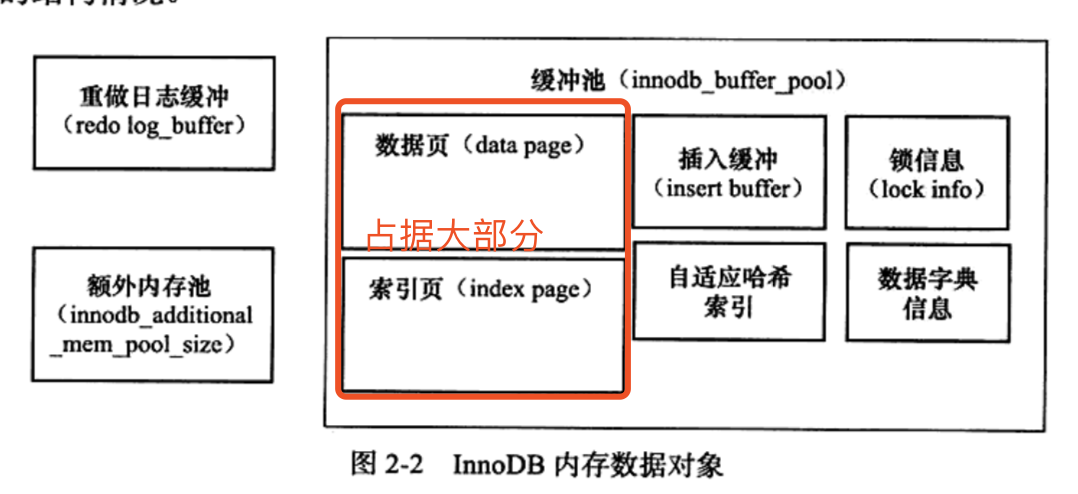 重做日志缓冲
（redo log_buffer）
额外内存池
（innodb_additional
_mem_pool_size）
缓冲池（innodb_buffer_pool）
数据页（data page）
占据大部分
索引页（index page）
插入缓冲
（insert buffer）
锁信息
（lock info）
自适应哈希
索引
数据字典
信息
图 2-2 InnoDB 内存数据对象